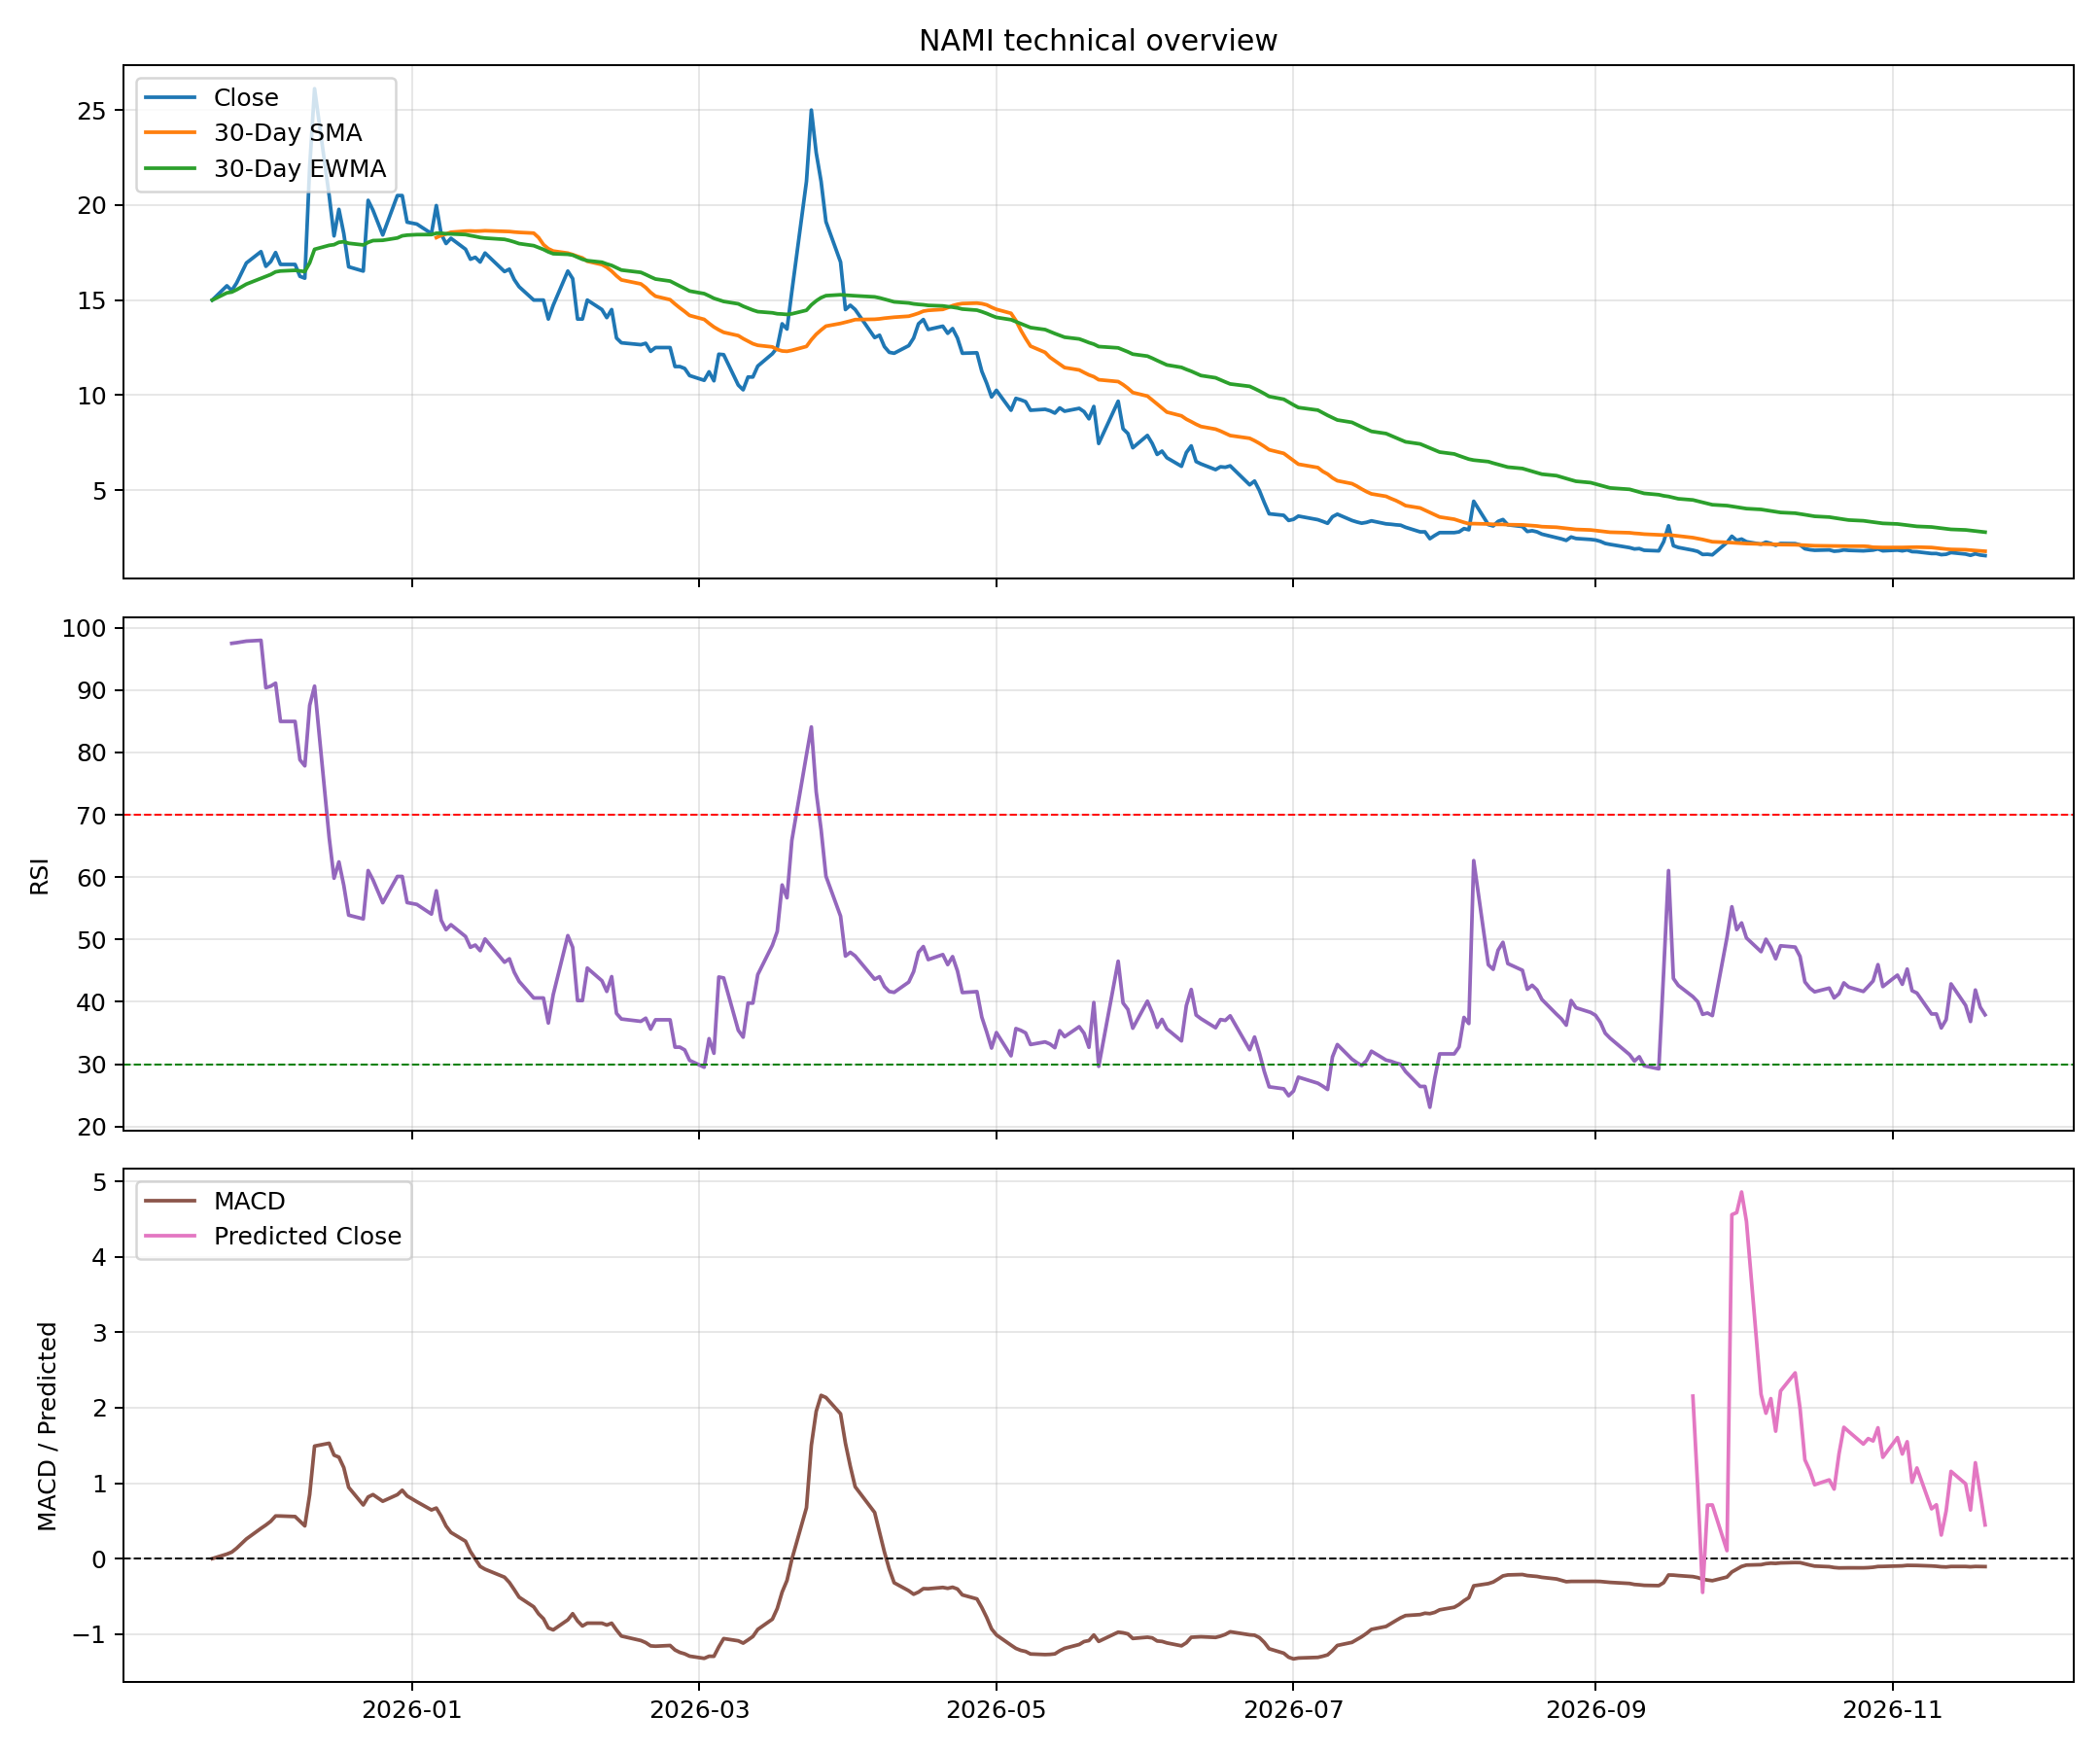 NAMI technical overview
25
20
15
10
5
Close
30-Day SMA
30-Day EWMA
100
90
80
70
60
50
40
30
20
RSI
5
4
3
2
1
0
−1
MACD / Predicted
MACD
Predicted Close
2026-01 2026-03 2026-05 2026-07 2026-09 2026-11